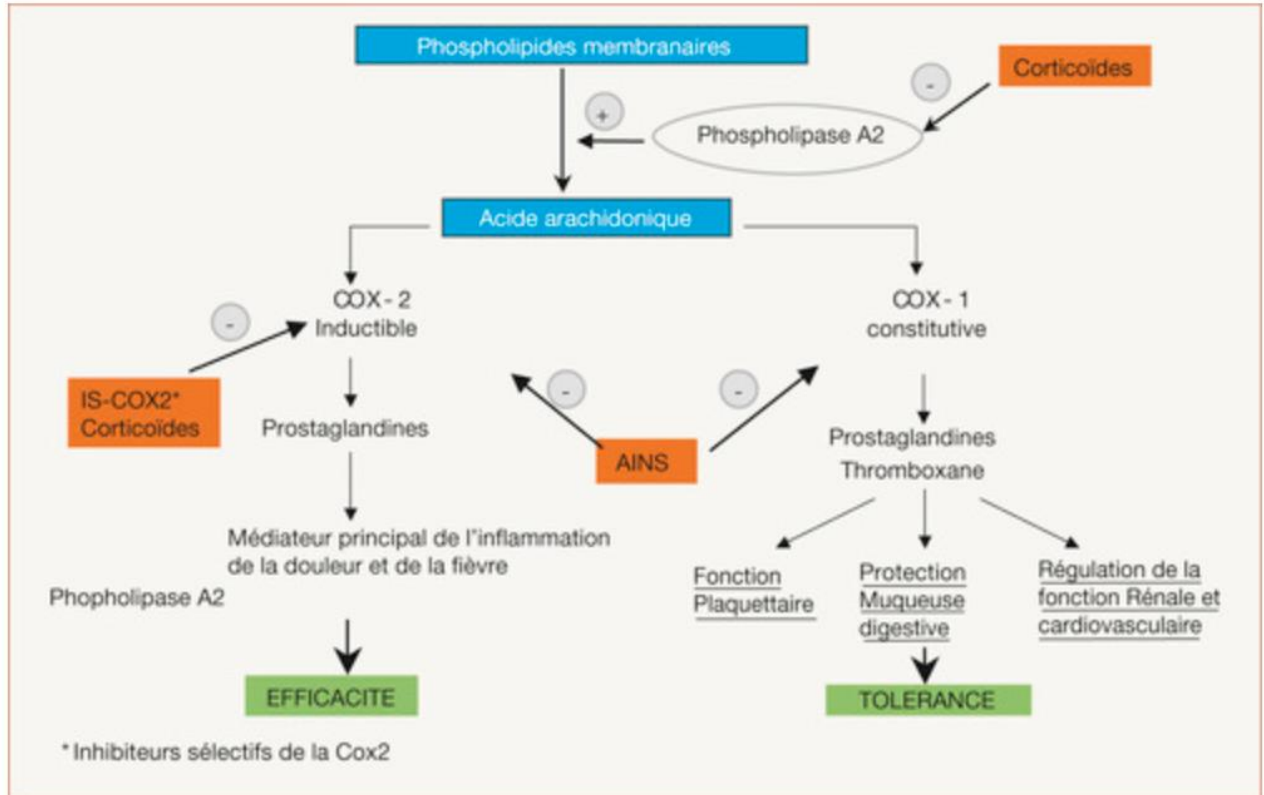 Phospholipides membranaires
Corticoïdes
-
+
Phospholipase A2
Acide arachidonique
COX - 2
Inductible
COX - 1
constitutive
-
IS-COX2*
Corticoïdes
-
-
AINS
Prostaglandines
Prostaglandines
Thromboxane
Médiateur principal de l'inflammation
de la douleur et de la fièvre
Phopholipase A2
Fonction
Plaquettaire
Protection
Muqueuse
digestive
Régulation de la
fonction Rénale et
cardiovasculaire
EFFICACITE
TOLERANCE
* Inhibiteurs sélectifs de la Cox2